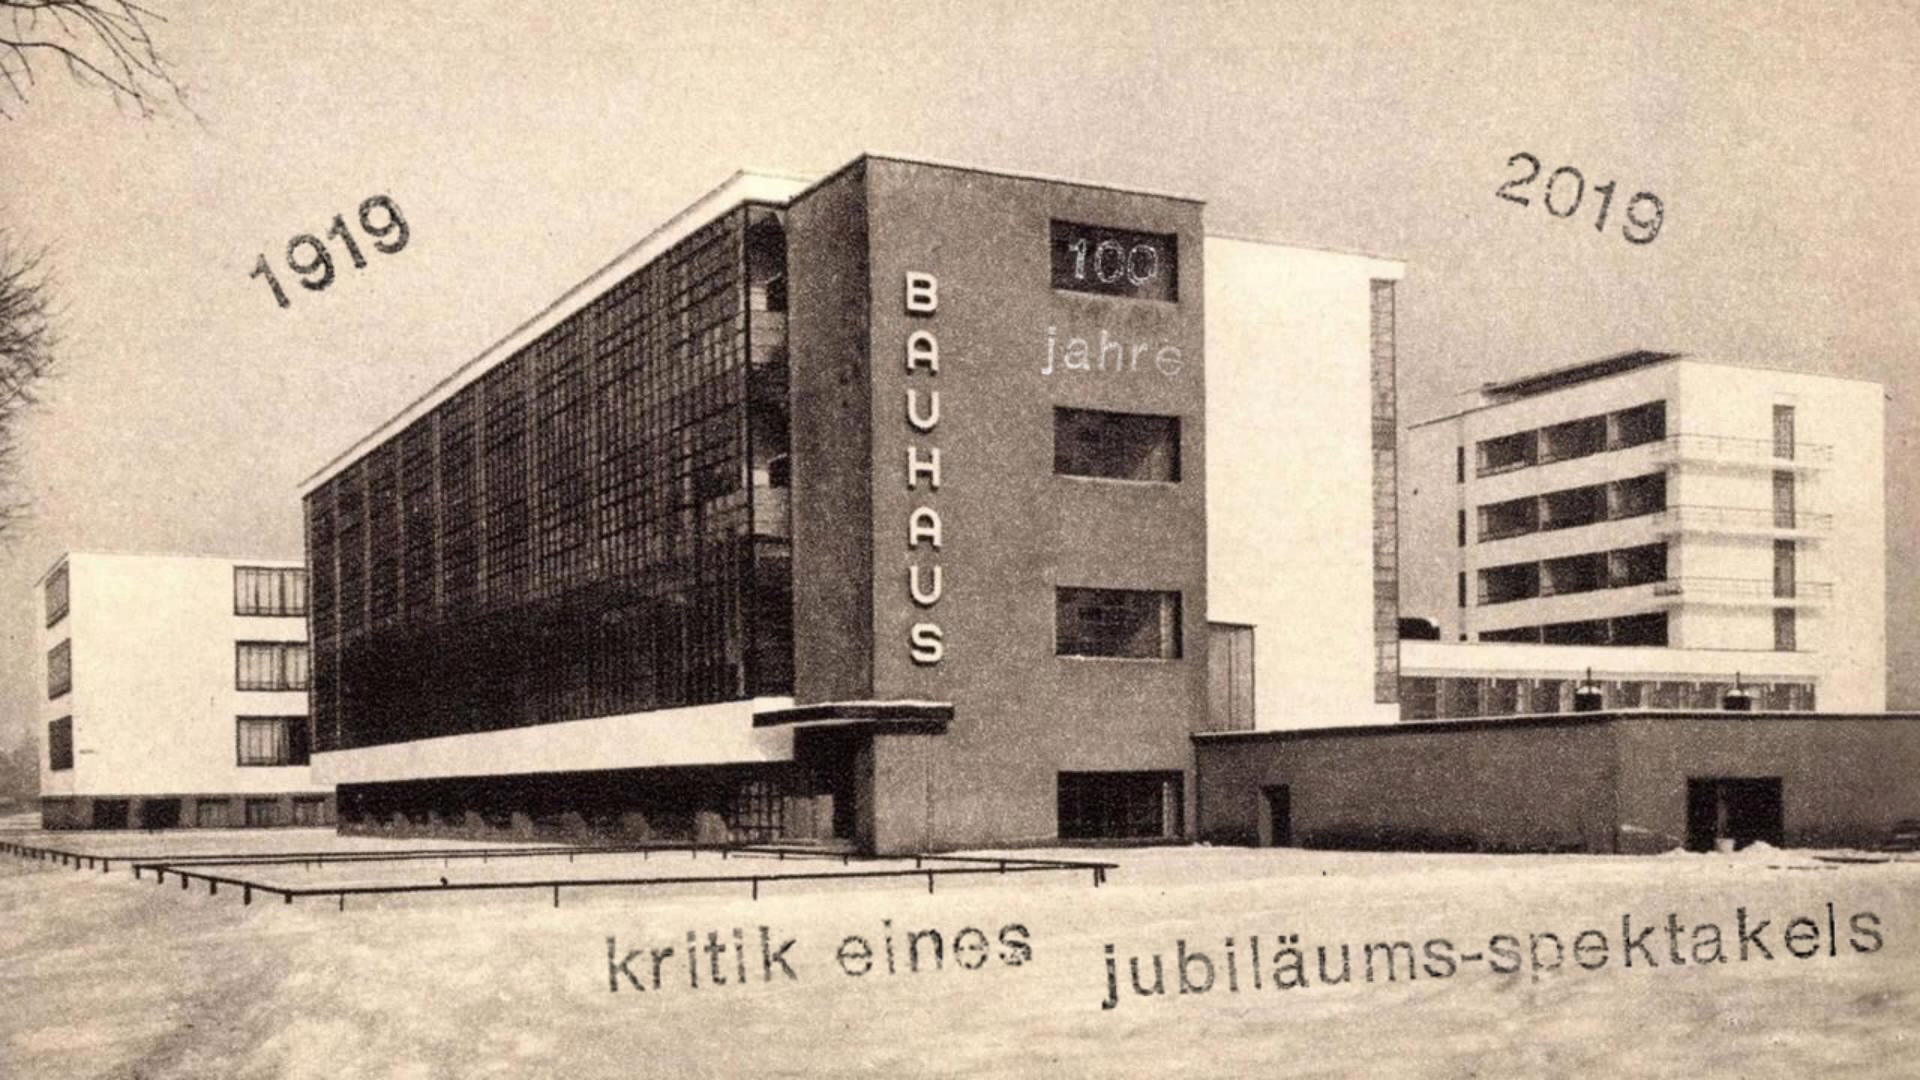 1919
2019
BAUHAUS
100
jahre
kritik eines jubiläums-spektakels